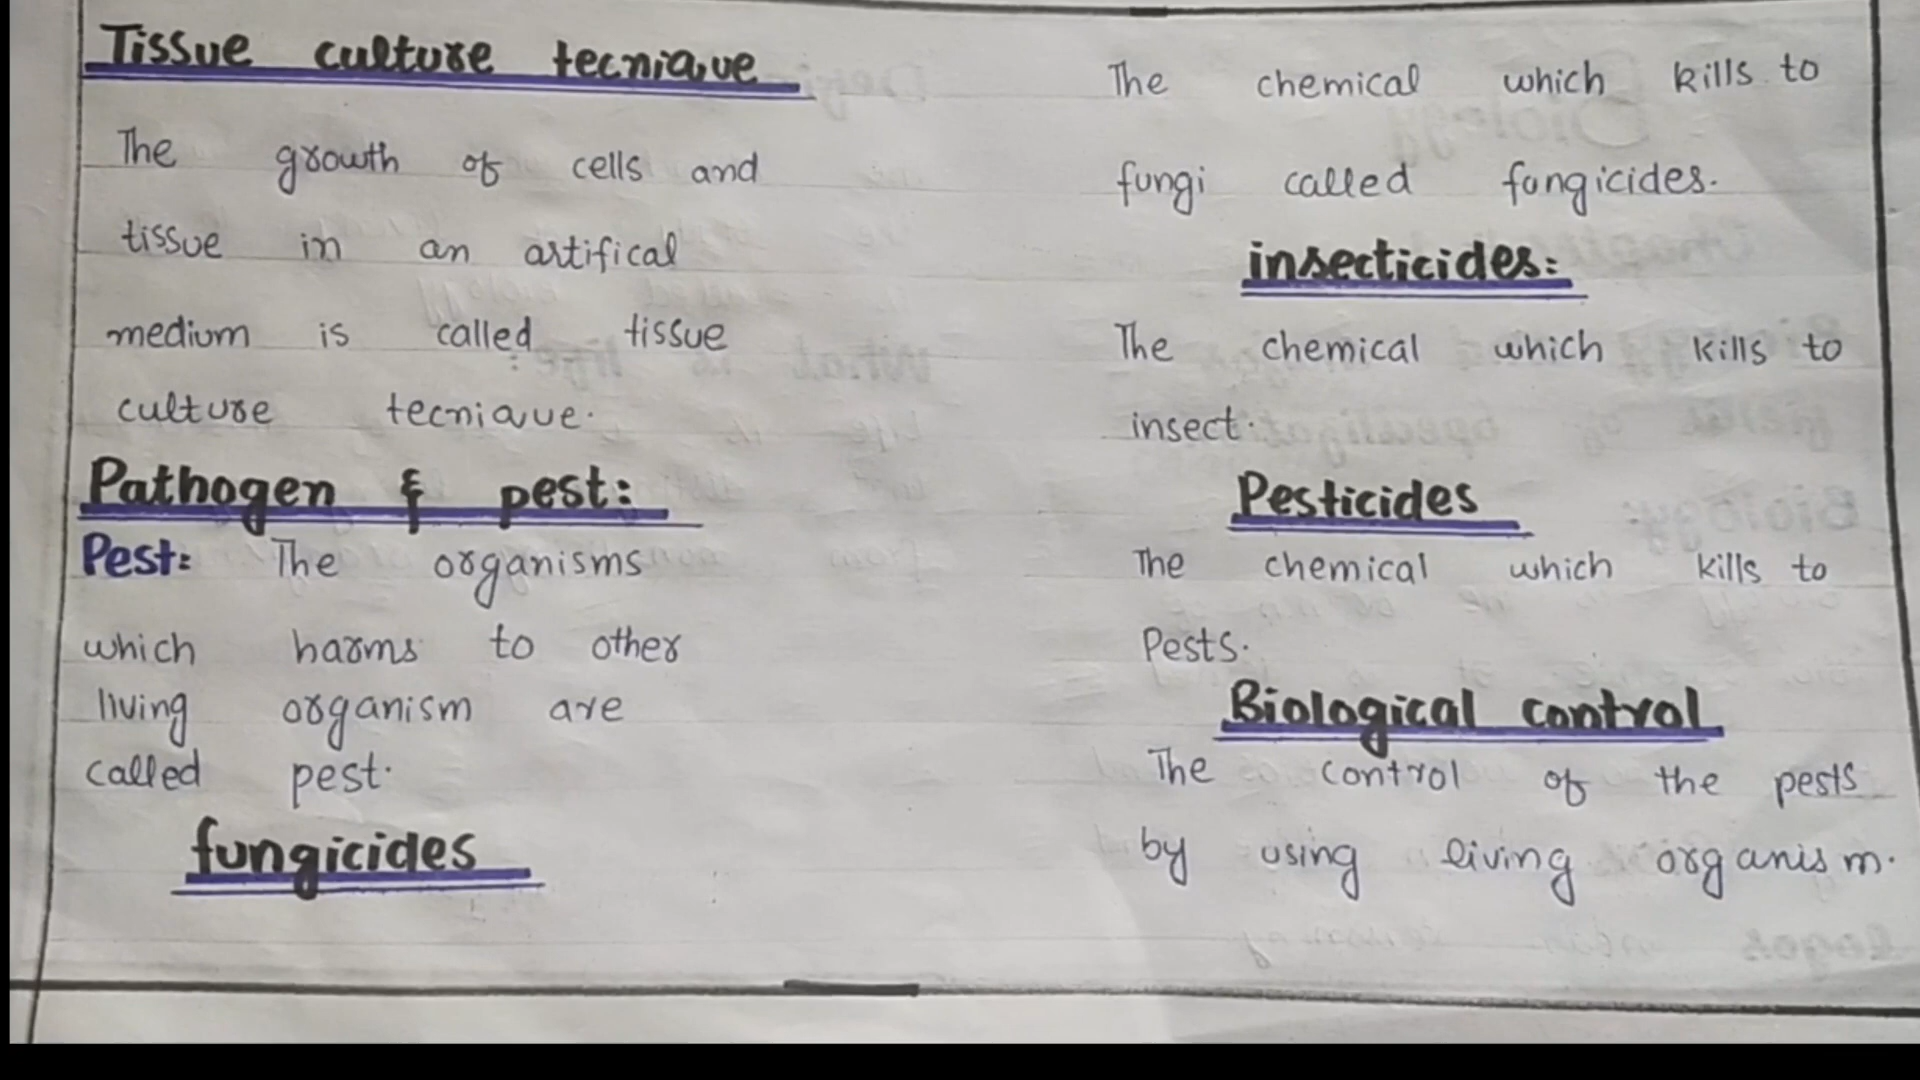 Tissue culture tecnique
The growth of cells and
tissue in an artifical
medium is called tissue
culture tecnique.
Pathogen & pest:
Pest: The organisms
which harms to other
living organism are
called pest.
fungicides
The chemical which kills to
fungi called fungicides.
insecticides:
The chemical which kills to
insect.
Pesticides
The chemical which kills to
Pests.
Biological control
The control of the pests
by using living organism.